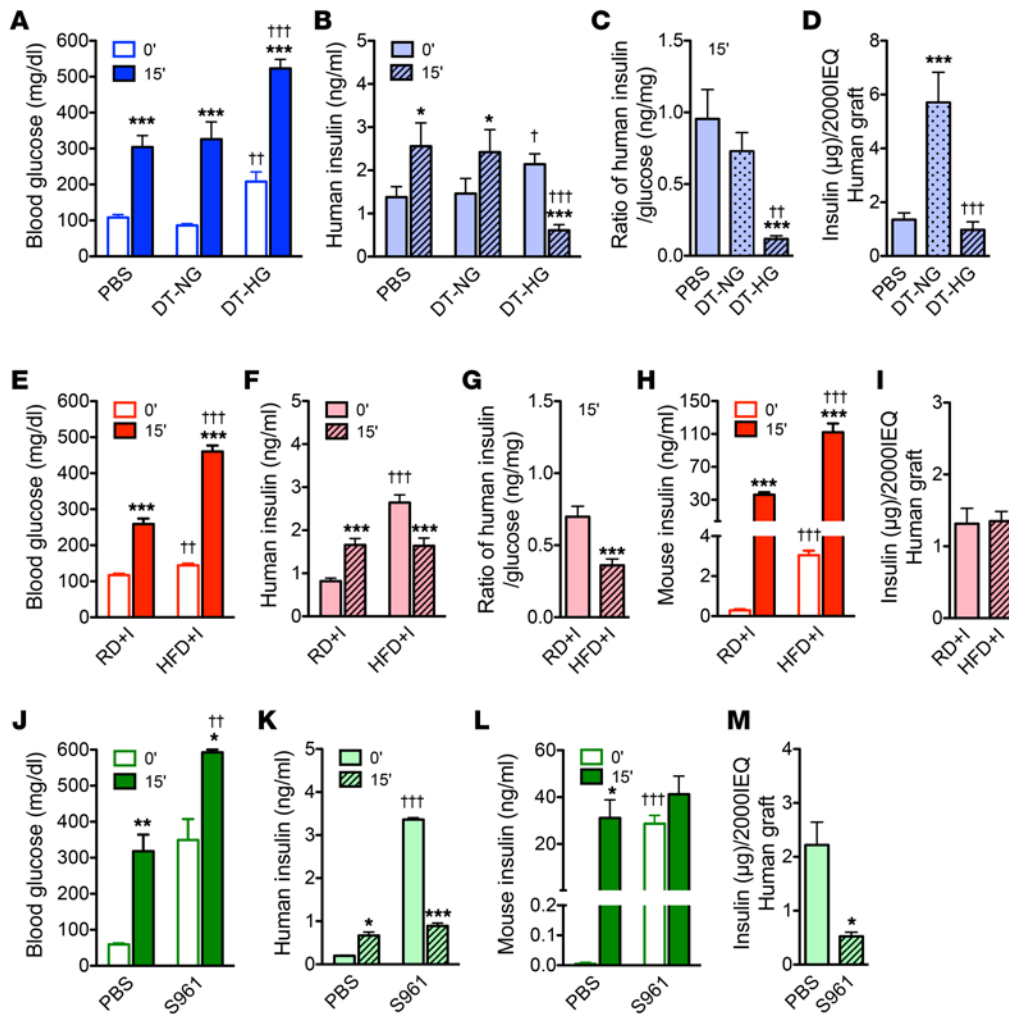 A
Blood glucose (mg/dl)
600
500
400
300
200
100
0
0'
15'
***
***
††
†††
***
PBS
DT-NG
DT-HG
B
Human insulin (ng/ml)
4
3
2
1
0
0'
15'
*
*
†
†††
***
PBS
DT-NG
DT-HG
C
Ratio of human insulin
/glucose (ng/mg)
1.5
1.0
0.5
0.0
15'
††
***
PBS
DT-NG
DT-HG
D
Insulin (µg)/2000IEQ
Human graft
8
6
4
2
0
***
†††
PBS
DT-NG
DT-HG
E
Blood glucose (mg/dl)
600
500
400
300
200
100
0
0'
15'
***
††
†††
***
RD+I
HFD+I
F
Human insulin (ng/ml)
5
3
2
1
0
0'
15'
***
†††
***
RD+I
HFD+I
G
Ratio of human insulin
/glucose (ng/mg)
1.5
1.0
0.5
0.0
15'
***
RD+I
HFD+I
H
Mouse insulin (ng/ml)
150
110
70
30
4
2
0
0'
15'
***
†††
†††
***
RD+I
HFD+I
I
Insulin (µg)/2000IEQ
Human graft
3
2
1
0
RD+I
HFD+I
J
Blood glucose (mg/dl)
600
500
400
300
200
100
0
0'
15'
**
††
*
PBS
S961
K
Human insulin (ng/ml)
5
3
2
1
0
0'
15'
*
†††
***
PBS
S961
L
Mouse insulin (ng/ml)
60
40
20
0.2
0.1
0.0
0'
15'
*
†††
PBS
S961
M
Insulin (µg)/2000IEQ
Human graft
4
3
2
1
0
*
PBS
S961